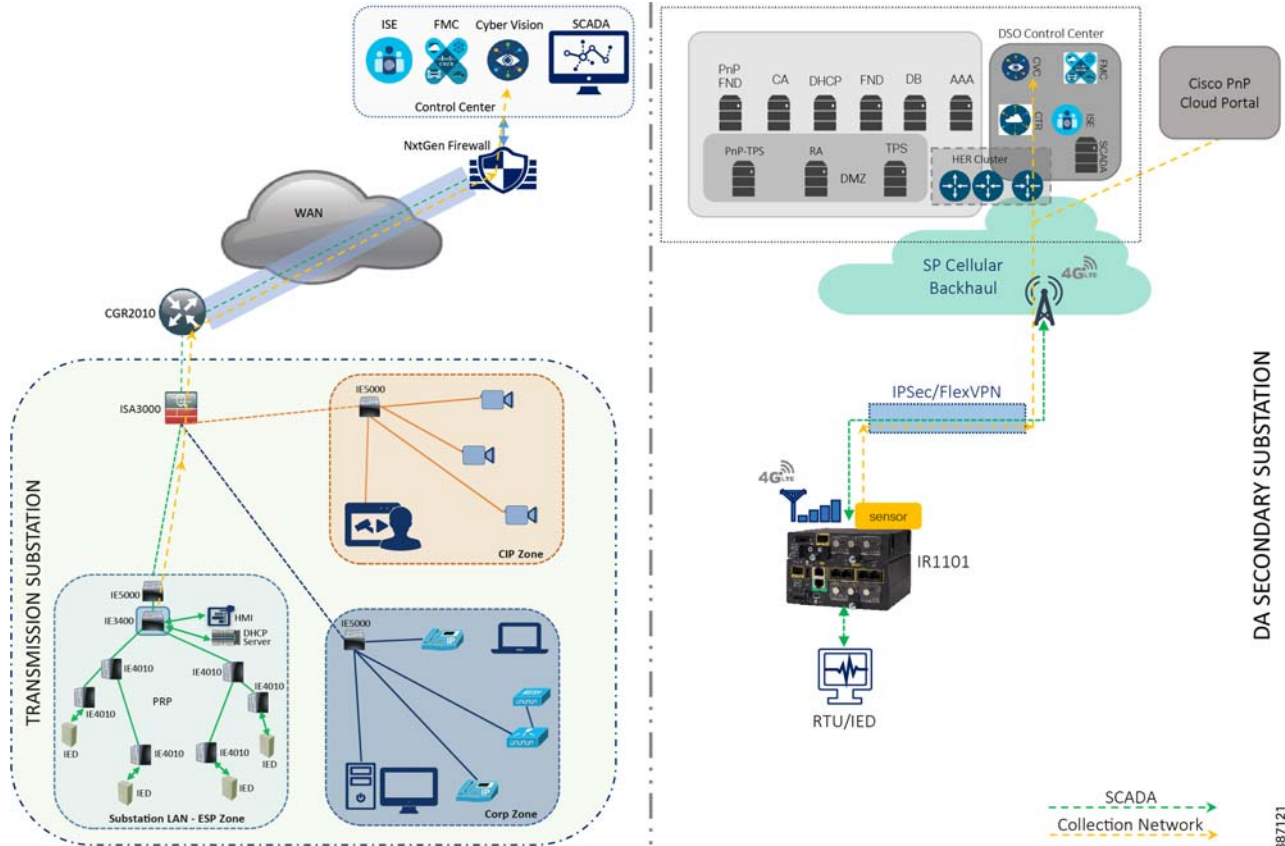 ISE
FMC
Cyber Vision
SCADA
Control Center
NxtGen Firewall
WAN
CGR2010
TRANSMISSION SUBSTATION
ISA3000
IE5000
CIP Zone
IE5000
IE3400
HMI
DHCP
Server
IE4010
IE4010
IE4010
IE4010
PRP
IE4010
IE4010
IED
IED
IED
IED
Substation LAN - ESP Zone
IE5000
IP
Corp Zone
DSO Control Center
PnP
FND
CA
DHCP
FND
DB
AAA
CVC
FMC
CTR
ISE
SCADA
PnP-TPS
RA
TPS
DMZ
HER Cluster
Cisco PnP
Cloud Portal
SP Cellular
Backhaul
4G LTE
IPSec/FlexVPN
4G LTE
sensor
IR1101
RTU/IED
DA SECONDARY SUBSTATION
SCADA
Collection Network
387121